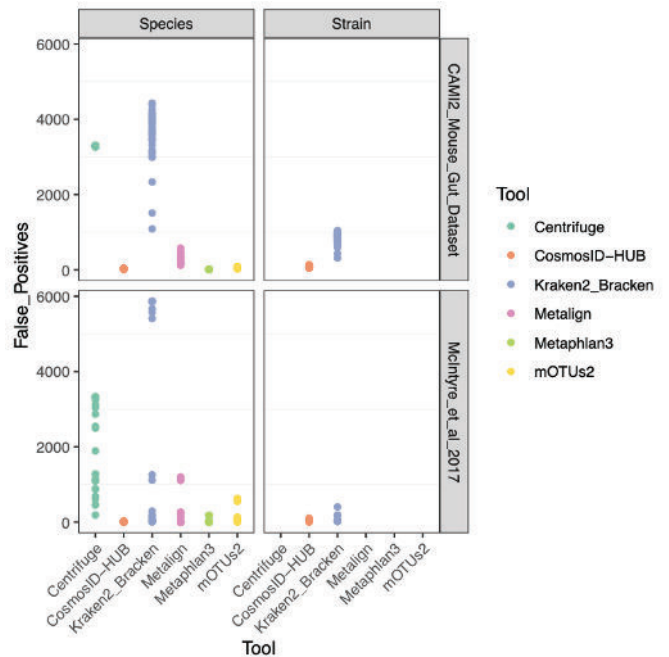 Species
Strain
False_Positives
6000
4000
2000
0
CAMI2_Mouse_Gut_Dataset
6000
4000
2000
0
McIntyre_et_al_2017
Centrifuge
CosmosID-HUB
Kraken2_Bracken
Metalign
Metaphlan3
mOTUs2
Centrifuge
CosmosID-HUB
Kraken2_Bracken
Metalign
Metaphlan3
mOTUs2
Tool
Tool
Centrifuge
CosmosID-HUB
Kraken2_Bracken
Metalign
Metaphlan3
mOTUs2